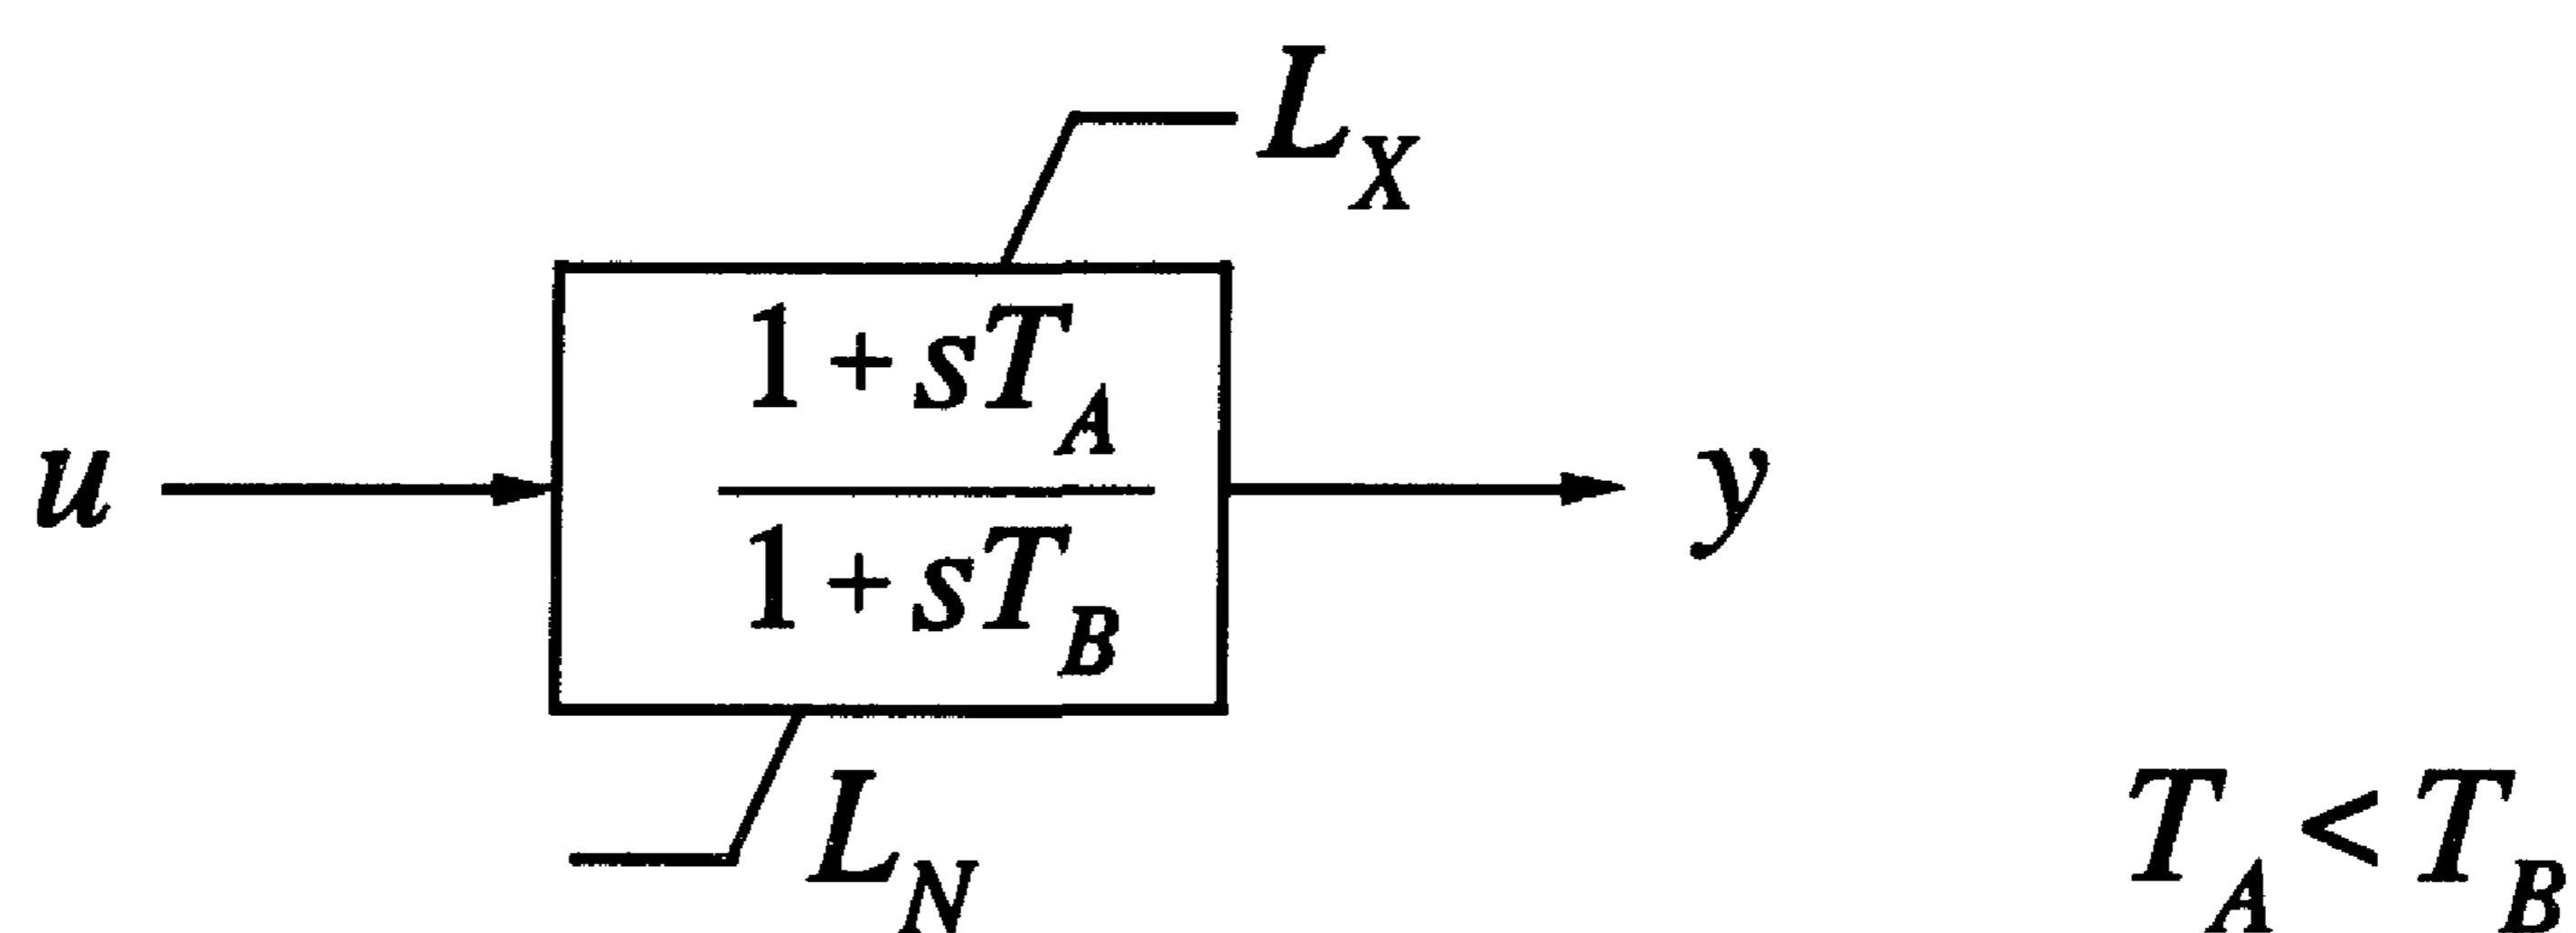 L_X
1 + sT_A
u
y
1 + sT_B
L_N
T_A < T_B